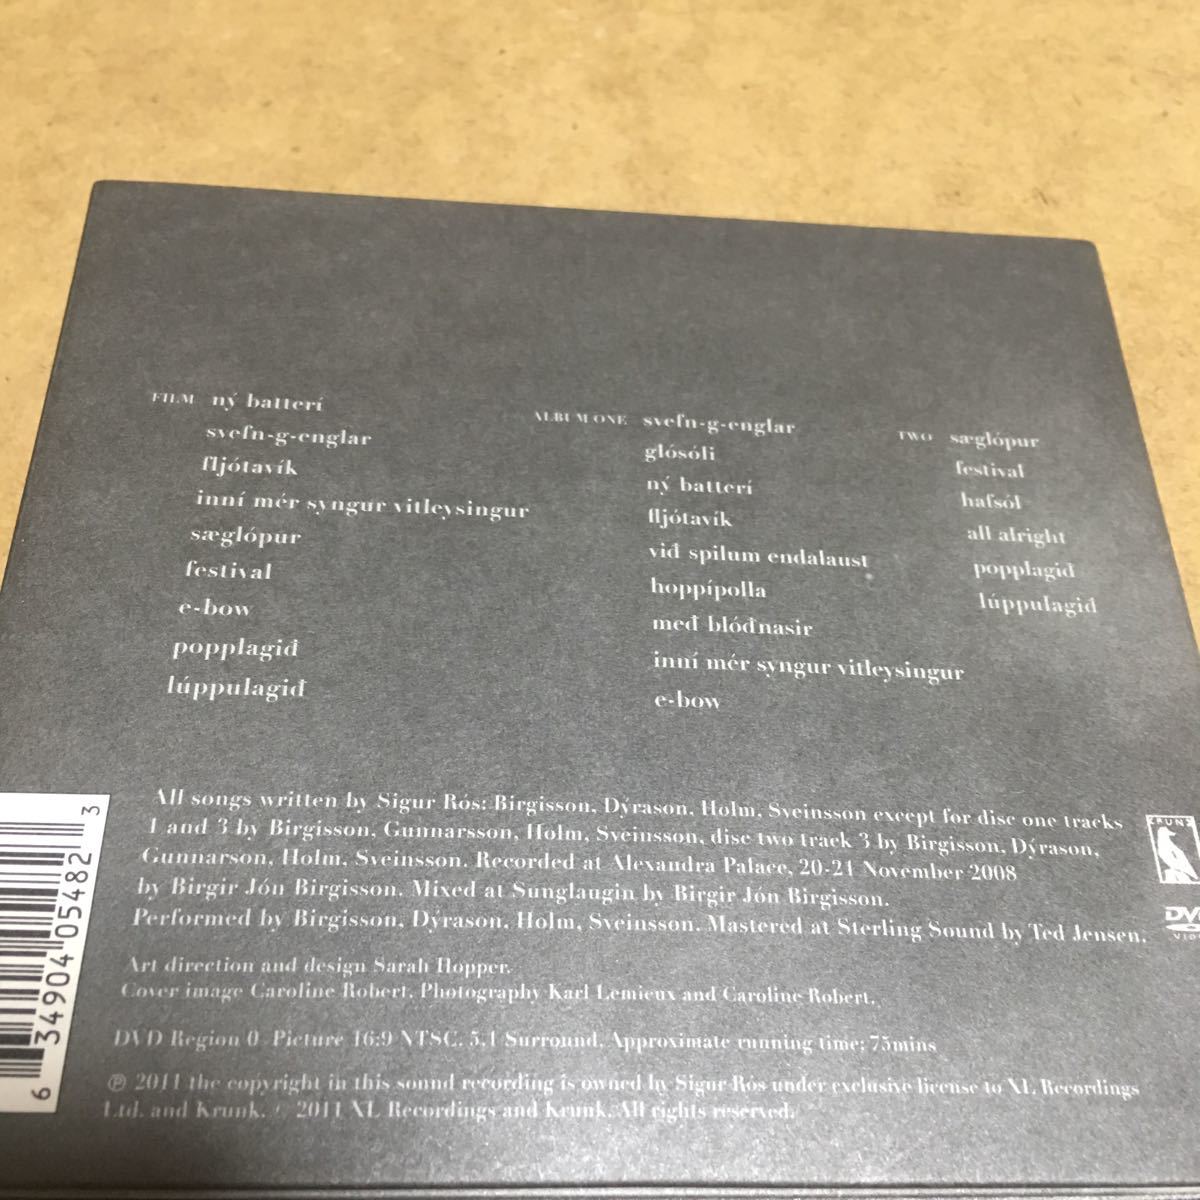 FILM ný batterí
svefn-g-englar
fljótavík
inní mér syngur vitleysingur
sæglópur
festival
e-bow
popplagið
lúppulagið
ALBUM ONE svefn-g-englar
glósóli
ný batterí
fljótavík
við spilum endalaust
hoppípolla
með blóðnasir
inní mér syngur vitleysingur
e-bow
TWO sæglópur
festival
hafsól
all alright
popplagið
lúppulagið
All songs written by Sigur Rós: Birgisson, Dýrason, Holm, Sveinsson except for disc one tracks
1 and 3 by Birgisson, Gunnarsson, Holm, Sveinsson, disc two track 3 by Birgisson, Dýrason,
Gunnarson, Holm, Sveinsson. Recorded at Alexandra Palace, 20-21 November 2008
by Birgir Jón Birgisson. Mixed at Sunglaugin by Birgir Jón Birgisson.
Performed by Birgisson, Dýrason, Holm, Sveinsson. Mastered at Sterling Sound by Ted Jensen.
Art direction and design Sarah Hopper.
Cover image Caroline Robert. Photography Karl Lemieux and Caroline Robert.
DVD Region 0 Picture 16:9 NTSC. 5.1 Surround. Approximate running time: 75mins
℗ 2011 the copyright in this sound recording is owned by Sigur Rós under exclusive license to XL Recordings
Ltd. and Krunk. © 2011 XL Recordings and Krunk. All rights reserved.
6 34904 05482 3
KRUNK
DVD
VIDEO